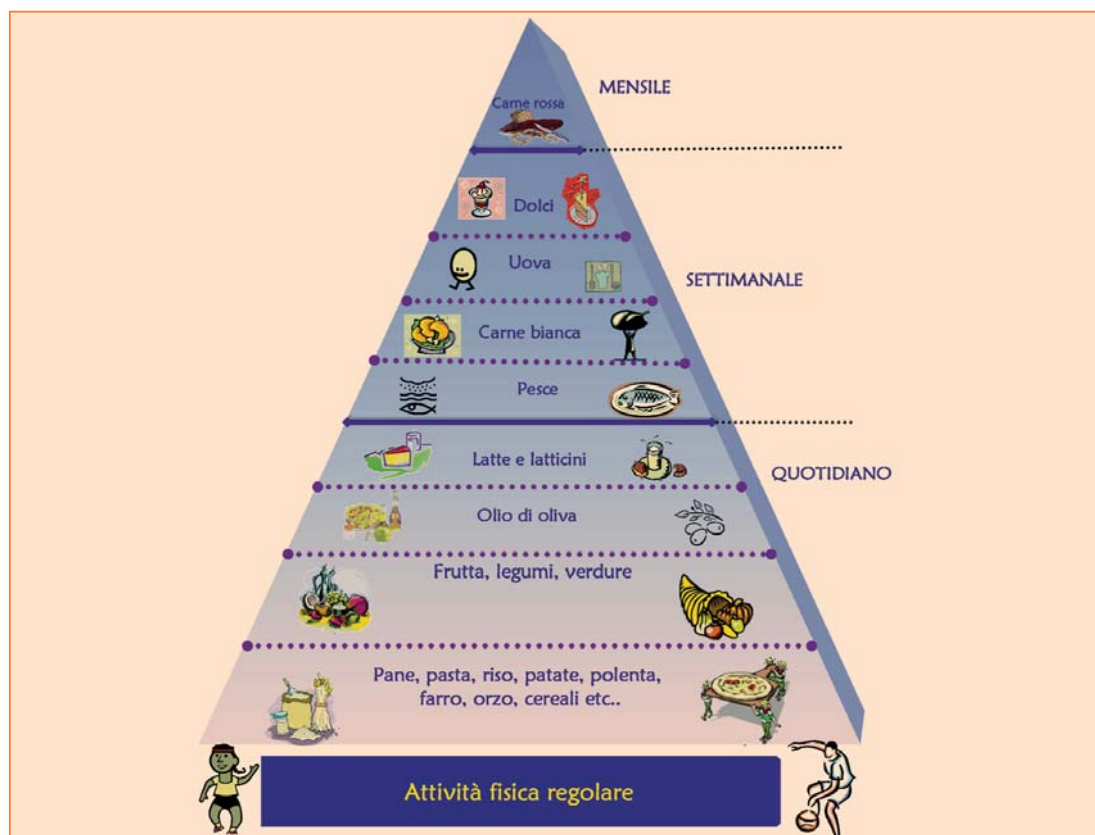 MENSILE
Carne rossa
Dolci
Uova
SETTIMANALE
Carne bianca
Pesce
Latte e latticini
QUOTIDIANO
Olio di oliva
Frutta, legumi, verdure
Pane, pasta, riso, patate, polenta,
farro, orzo, cereali etc..
Attività fisica regolare